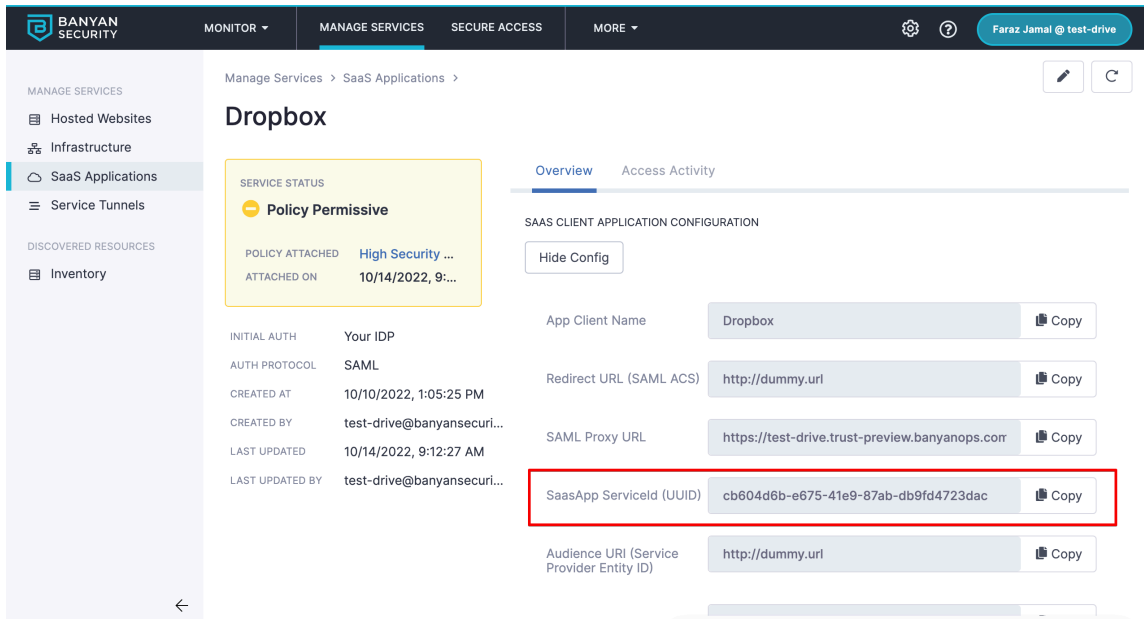 BANYAN
SECURITY
MONITOR
MANAGE SERVICES
SECURE ACCESS
MORE
Faraz Jamal @ test-drive
MANAGE SERVICES
Hosted Websites
Infrastructure
SaaS Applications
Service Tunnels
DISCOVERED RESOURCES
Inventory
Manage Services > SaaS Applications >
Dropbox
SERVICE STATUS
Policy Permissive
POLICY ATTACHED High Security ...
ATTACHED ON 10/14/2022, 9:...
INITIAL AUTH Your IDP
AUTH PROTOCOL SAML
CREATED AT 10/10/2022, 1:05:25 PM
CREATED BY test-drive@banyansecuri...
LAST UPDATED 10/14/2022, 9:12:27 AM
LAST UPDATED BY test-drive@banyansecuri...
Overview Access Activity
SAAS CLIENT APPLICATION CONFIGURATION
Hide Config
App Client Name Dropbox Copy
Redirect URL (SAML ACS) http://dummy.url Copy
SAML Proxy URL https://test-drive.trust-preview.banyanops.com Copy
SaasApp ServiceId (UUID) cb604d6b-e675-41e9-87ab-db9fd4723dac Copy
Audience URI (Service
Provider Entity ID) http://dummy.url Copy